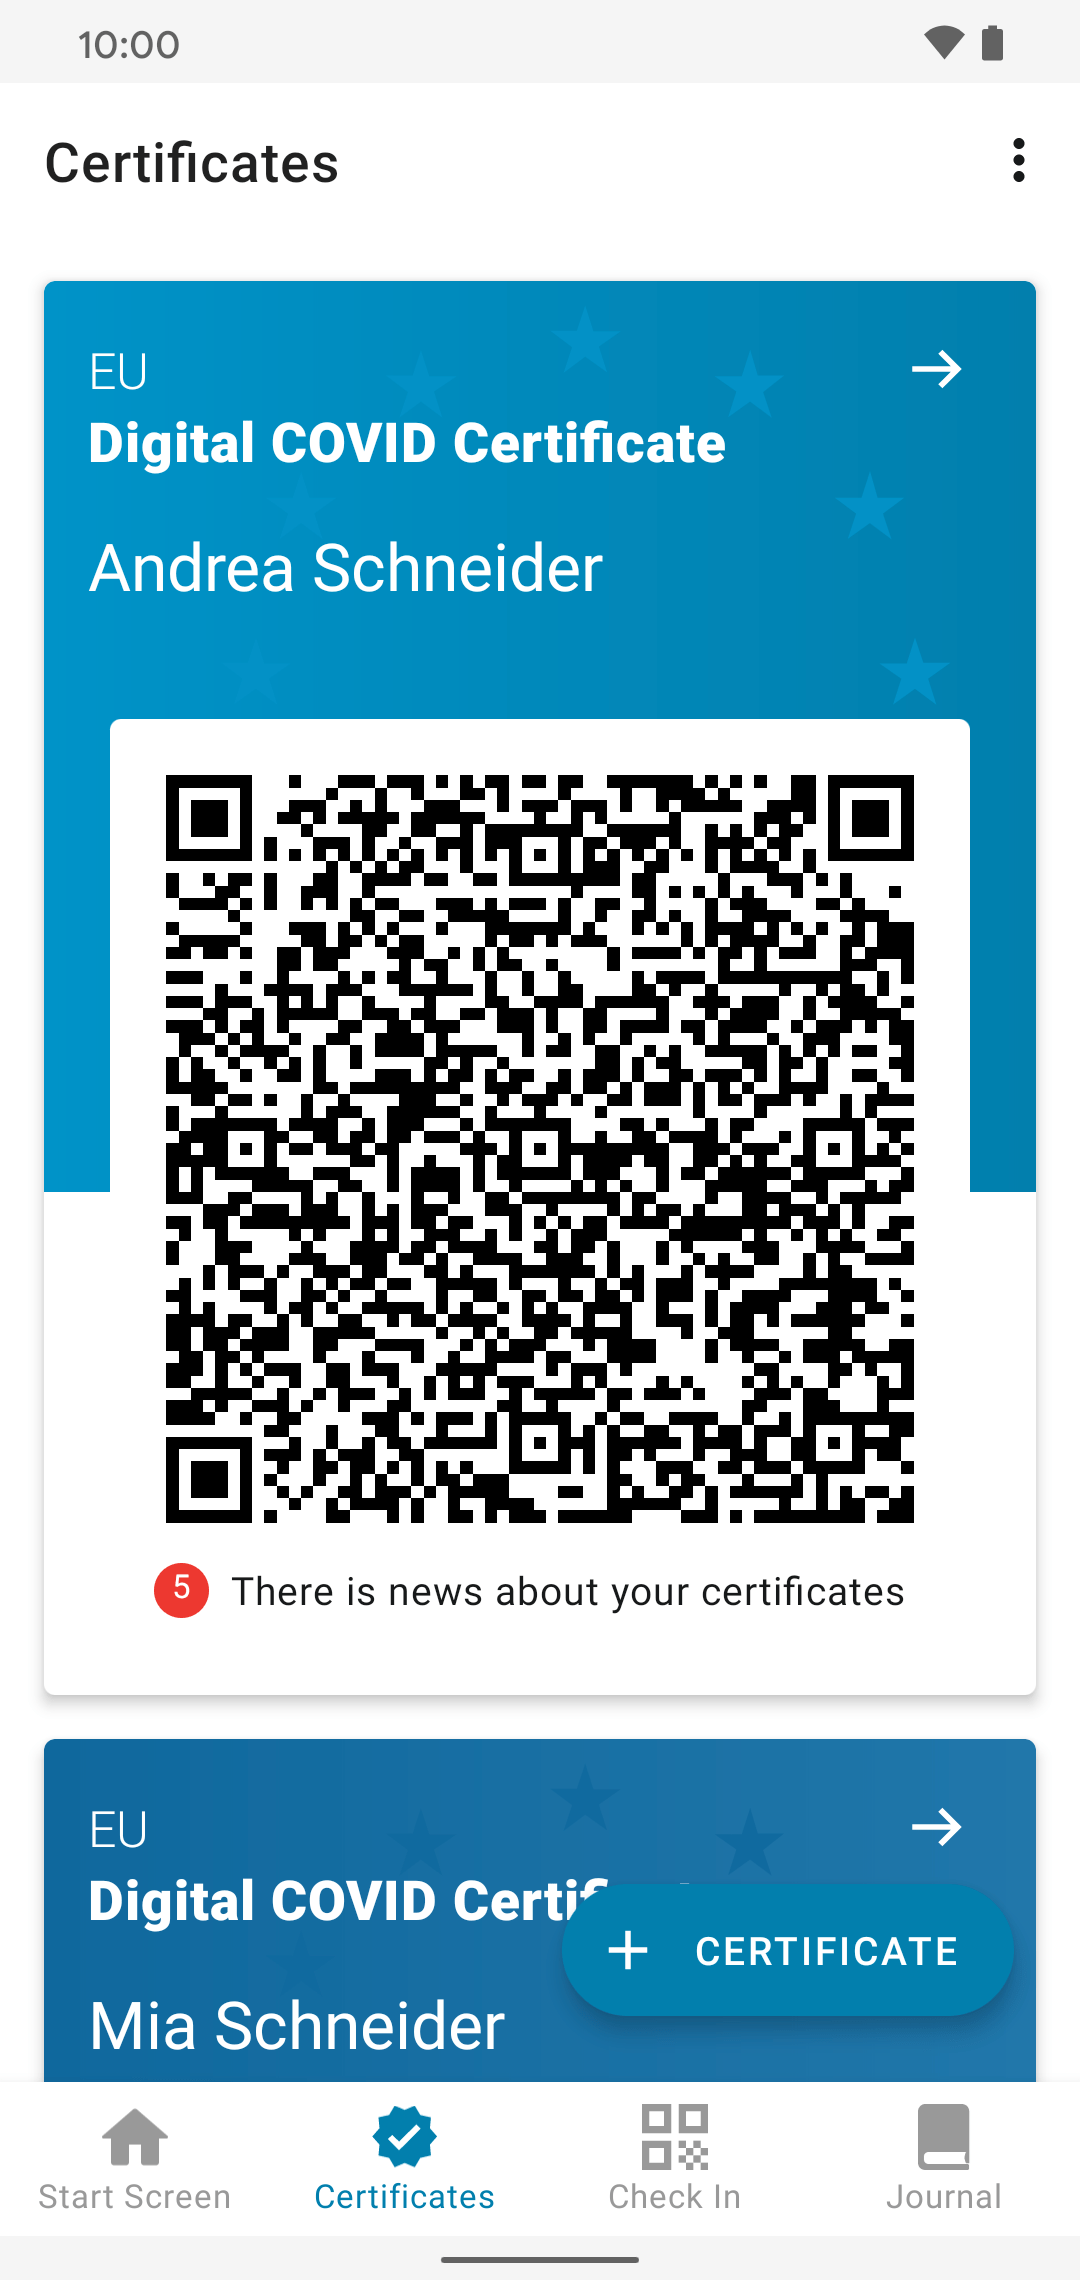 10:00
Certificates
EU
Digital COVID Certificate
Andrea Schneider
5 There is news about your certificates
EU
Digital COVID Certif
+ CERTIFICATE
Mia Schneider
Start Screen
Certificates
Check In
Journal